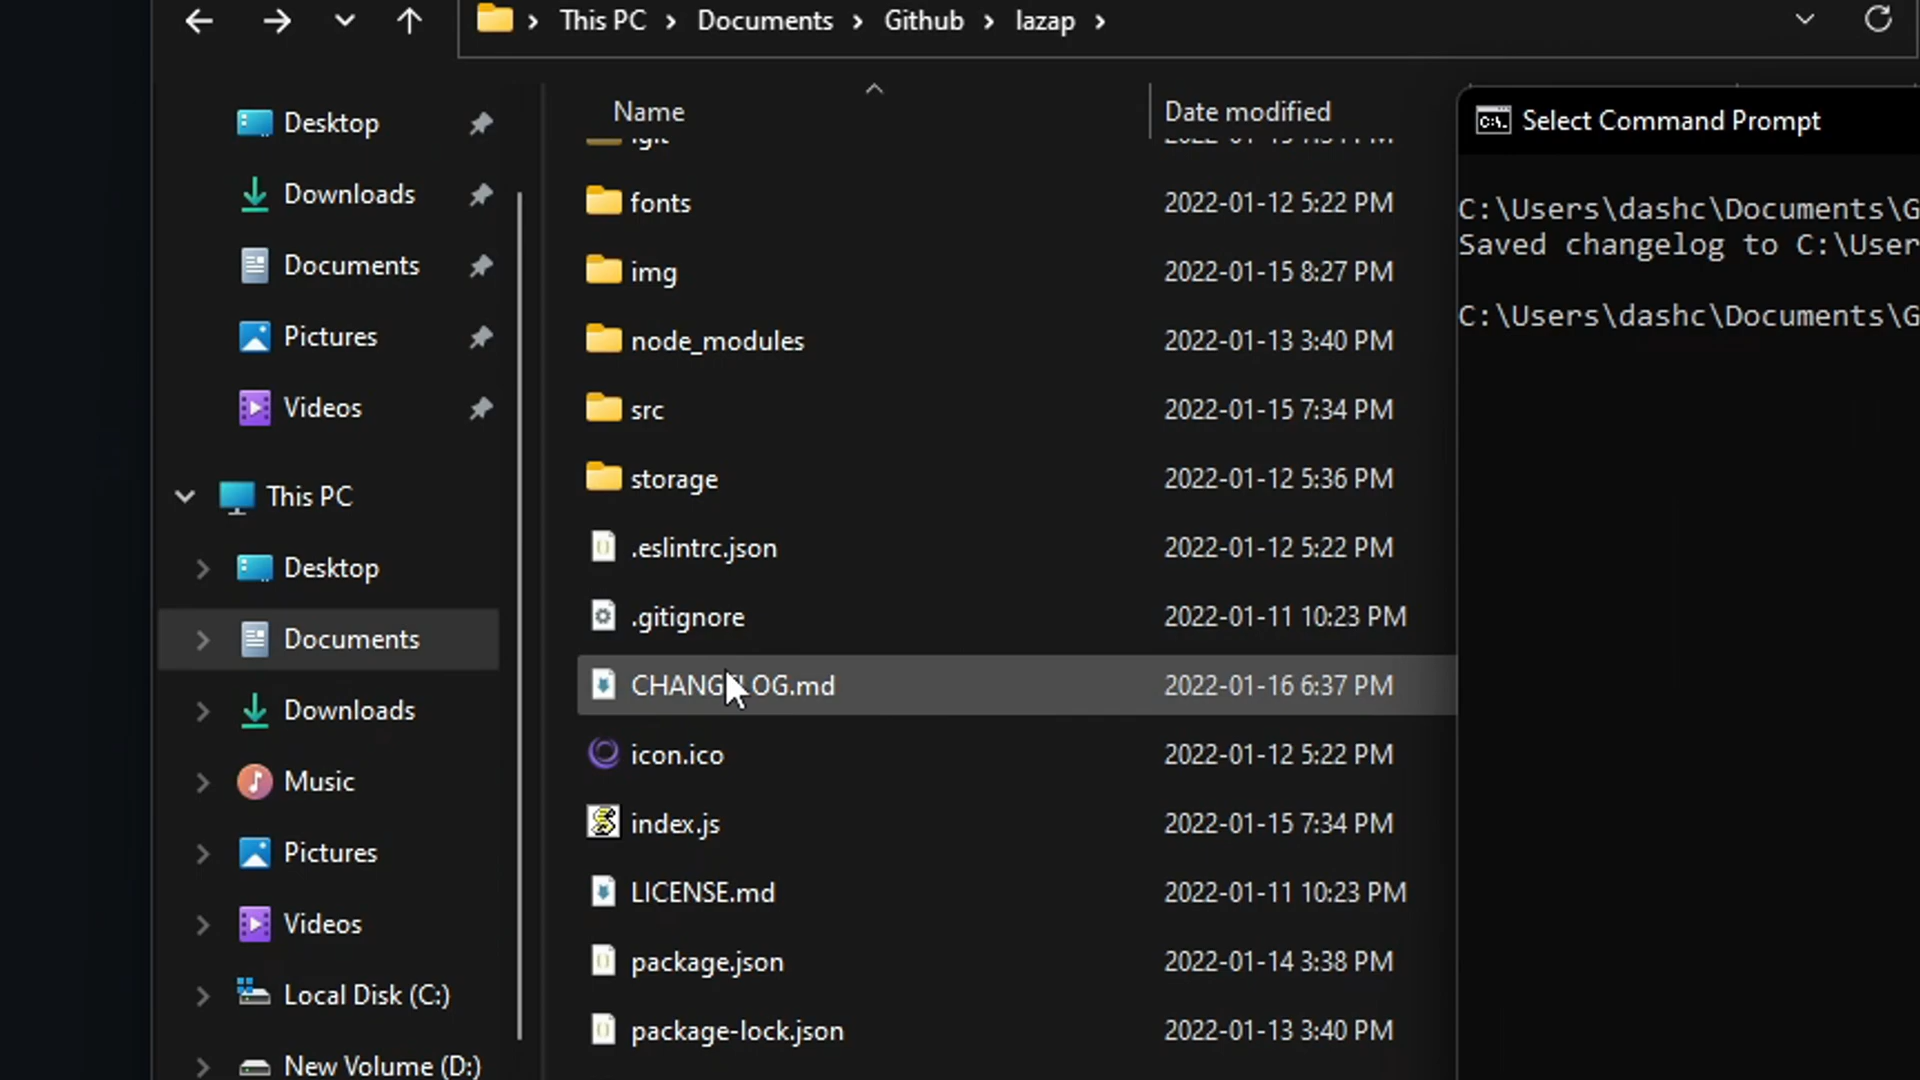 This PC > Documents > Github > lazap >
Name
Date modified
Desktop
Downloads
Documents
Pictures
Videos
This PC
Desktop
Documents
Downloads
Music
Pictures
Videos
Local Disk (C:)
New Volume (D:)
fonts 2022-01-12 5:22 PM
img 2022-01-15 8:27 PM
node_modules 2022-01-13 3:40 PM
src 2022-01-15 7:34 PM
storage 2022-01-12 5:36 PM
.eslintrc.json 2022-01-12 5:22 PM
.gitignore 2022-01-11 10:23 PM
CHANGELOG.md 2022-01-16 6:37 PM
icon.ico 2022-01-12 5:22 PM
index.js 2022-01-15 7:34 PM
LICENSE.md 2022-01-11 10:23 PM
package.json 2022-01-14 3:38 PM
package-lock.json 2022-01-13 3:40 PM
Select Command Prompt
C:\Users\dashc\Documents\G
Saved changelog to C:\User
C:\Users\dashc\Documents\G